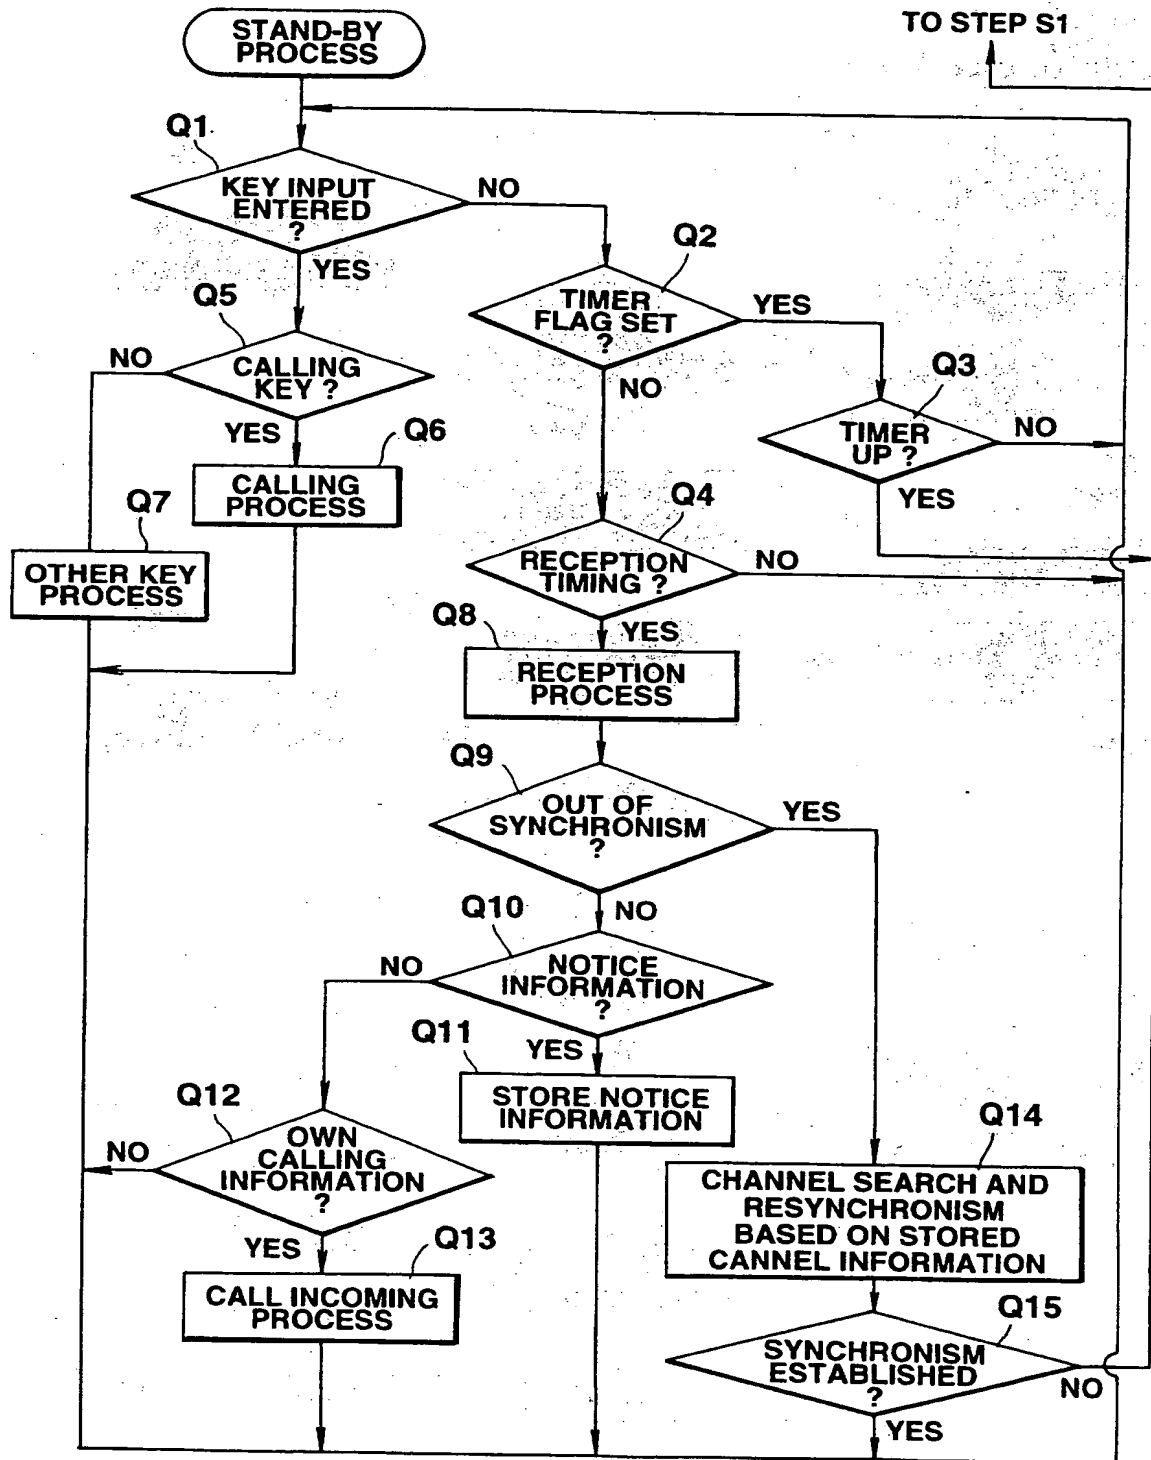 STAND-BY
PROCESS
TO STEP S1
Q1
KEY INPUT
ENTERED
?
NO
YES
Q2
TIMER
FLAG SET
?
YES
NO
Q5
CALLING
KEY ?
NO
YES
Q3
TIMER
UP ?
NO
YES
Q6
CALLING
PROCESS
Q7
OTHER KEY
PROCESS
Q4
RECEPTION
TIMING ?
NO
YES
Q8
RECEPTION
PROCESS
Q9
OUT OF
SYNCHRONISM
?
YES
NO
Q10
NOTICE
INFORMATION
?
NO
YES
Q11
STORE NOTICE
INFORMATION
Q12
OWN
CALLING
INFORMATION
?
NO
YES
Q13
CALL INCOMING
PROCESS
Q14
CHANNEL SEARCH AND
RESYNCHRONISM
BASED ON STORED
CANNEL INFORMATION
Q15
SYNCHRONISM
ESTABLISHED
?
NO
YES